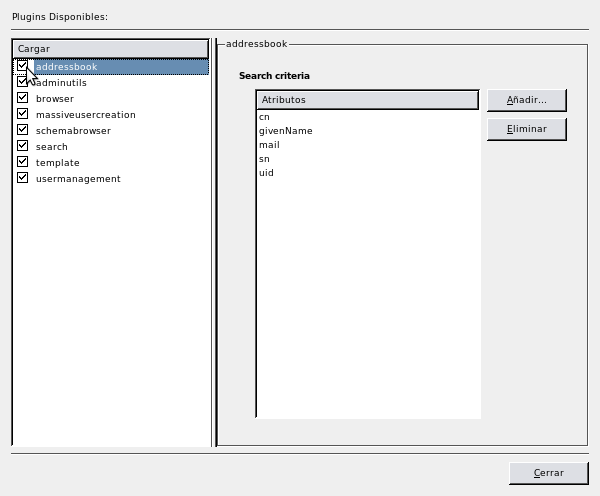 Plugins Disponibles:
Cargar
addressbook
adminutils
browser
massiveusercreation
schemabrowser
search
template
usermanagement
addressbook
Search criteria
Atributos
cn
givenName
mail
sn
uid
Añadir...
Eliminar
Cerrar